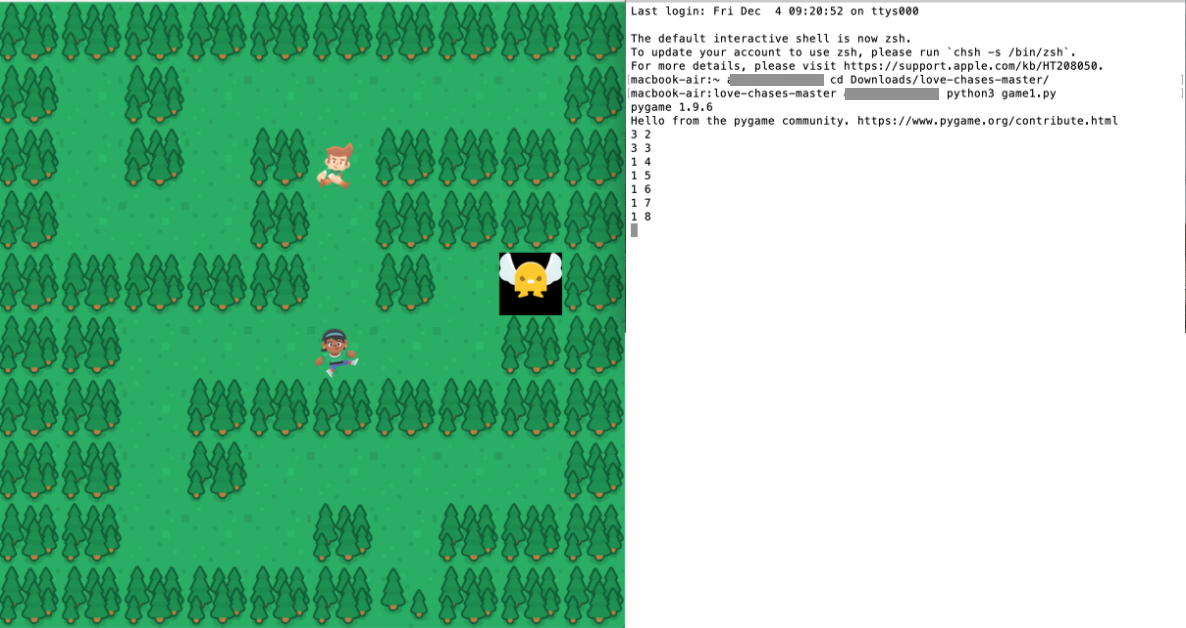 Last login: Fri Dec  4 09:20:52 on ttys000
The default interactive shell is now zsh.
To update your account to use zsh, please run `chsh -s /bin/zsh`.
For more details, please visit https://support.apple.com/kb/HT208050.
macbook-air:~ cd Downloads/love-chases-master/
macbook-air:love-chases-master python3 game1.py
pygame 1.9.6
Hello from the pygame community. https://www.pygame.org/contribute.html
3 2
3 3
1 4
1 5
1 6
1 7
1 8